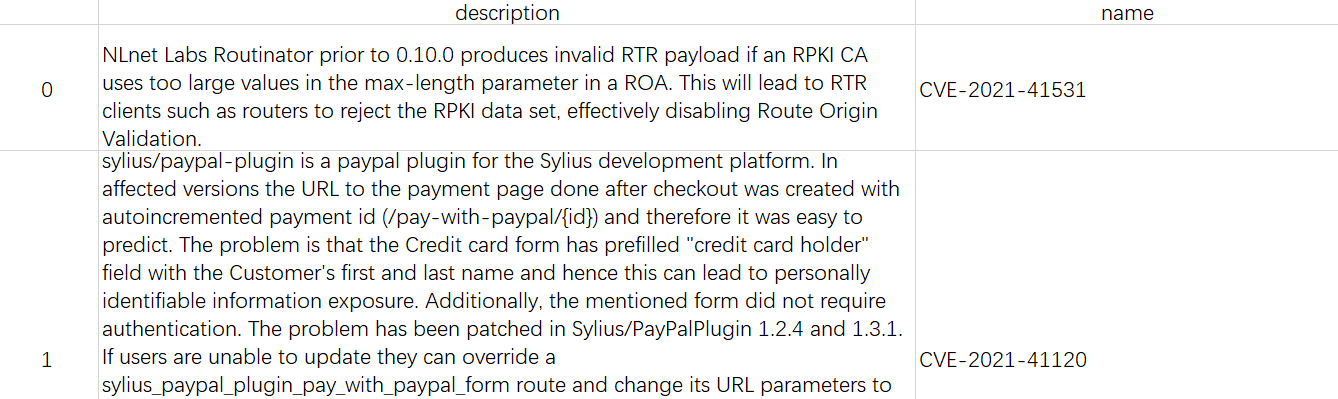 description name
0 NLnet Labs Routinator prior to 0.10.0 produces invalid RTR payload if an RPKI CA
uses too large values in the max-length parameter in a ROA. This will lead to RTR
clients such as routers to reject the RPKI data set, effectively disabling Route Origin
Validation.
CVE-2021-41531
1 sylius/paypal-plugin is a paypal plugin for the Sylius development platform. In
affected versions the URL to the payment page done after checkout was created with
autoincremented payment id (/pay-with-paypal/{id}) and therefore it was easy to
predict. The problem is that the Credit card form has prefilled "credit card holder"
field with the Customer's first and last name and hence this can lead to personally
identifiable information exposure. Additionally, the mentioned form did not require
authentication. The problem has been patched in Sylius/PayPalPlugin 1.2.4 and 1.3.1.
If users are unable to update they can override a
sylius_paypal_plugin_pay_with_paypal_form route and change its URL parameters to
CVE-2021-41120